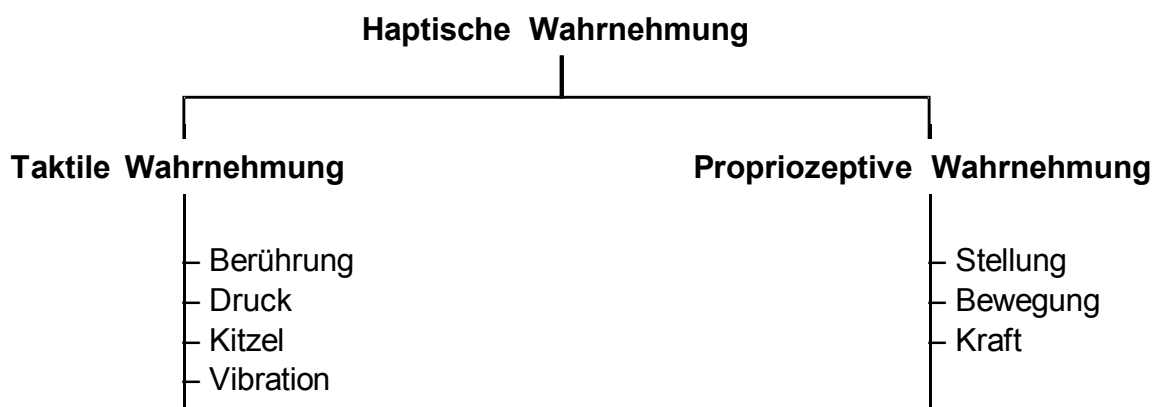 Haptische Wahrnehmung
Taktile Wahrnehmung
Propriozeptive Wahrnehmung
– Berührung
– Druck
– Kitzel
– Vibration
– Stellung
– Bewegung
– Kraft